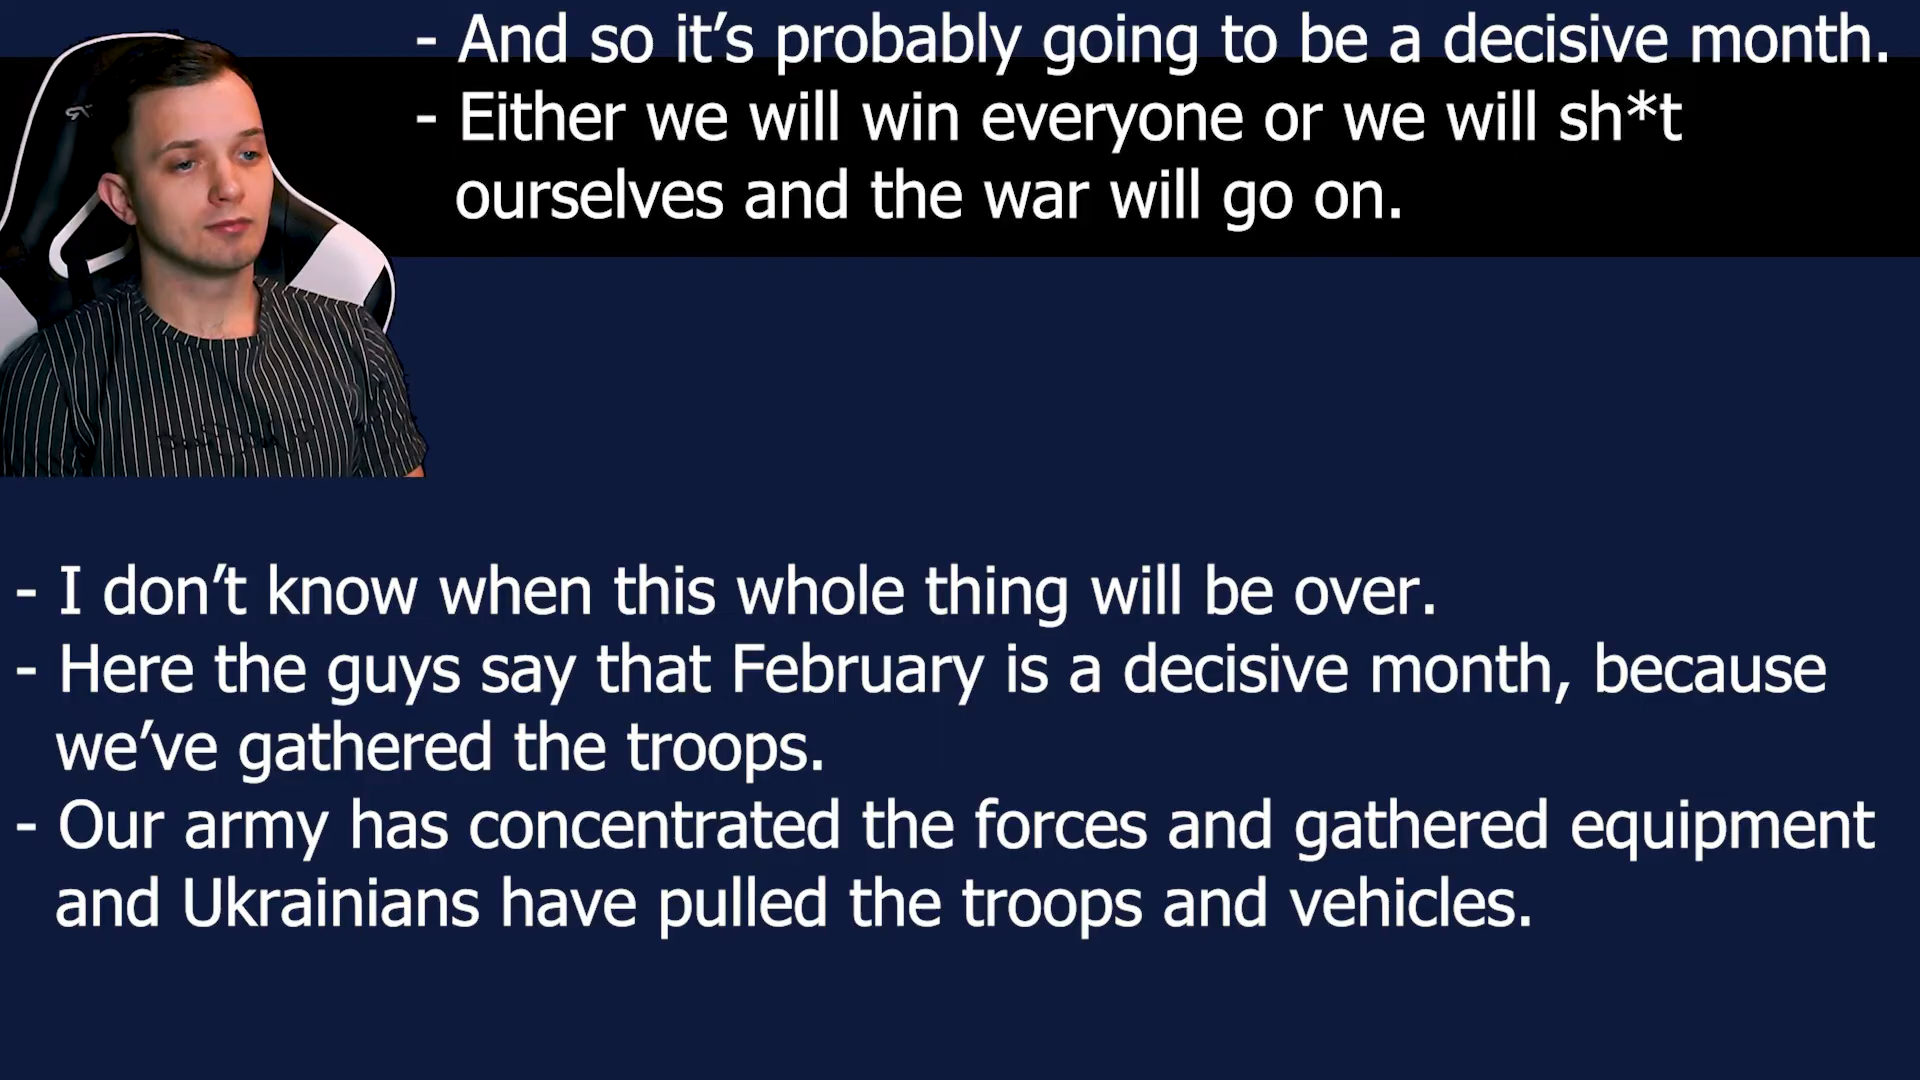 - And so it’s probably going to be a decisive month.
- Either we will win everyone or we will sh*t
ourselves and the war will go on.
- I don’t know when this whole thing will be over.
- Here the guys say that February is a decisive month, because
we’ve gathered the troops.
- Our army has concentrated the forces and gathered equipment
and Ukrainians have pulled the troops and vehicles.